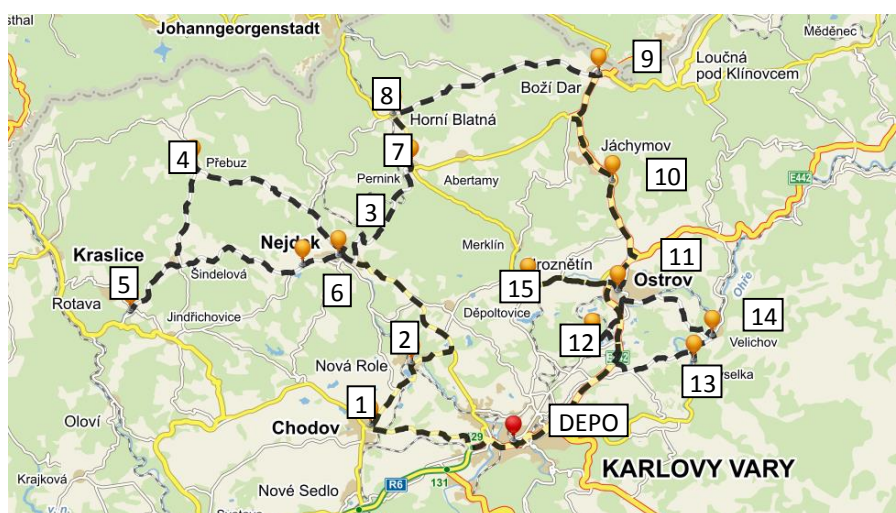 Johanngeorgenstadt
Měděnec
9
Loučná
pod Klínovcem
Boží Dar
8
Horní Blatná
4
Přebuz
7
Jáchymov
10
E442
Pernink
Abertamy
3
Kraslice
5
Nejdek
Merklín
11
Šindelová
15
Ostrov
Ohře
Rotava
6
Jindřichovice
Děpoltovice
2
12
14
Velichov
Nová Role
13
1
DEPO
Chodov
Oloví
29
KARLOVY VARY
R6
131
Krajková
Nové Sedlo